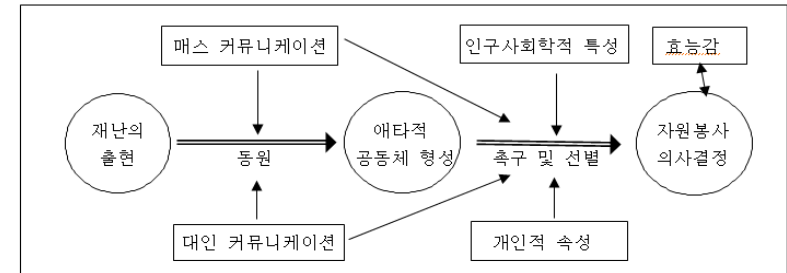 매스 커뮤니케이션
인구사회학적 특성
효능감
재난의
출현
동원
애타적
공동체 형성
촉구 및 선별
자원봉사
의사결정
대인 커뮤니케이션
개인적 속성